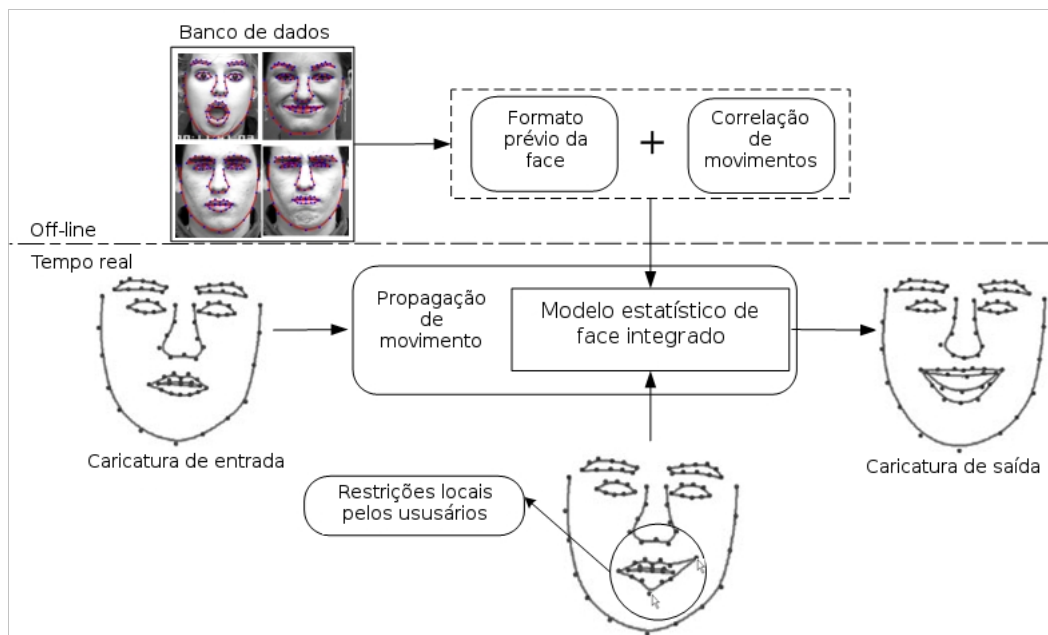 Banco de dados
Formato
prévio da
face
+
Correlação
de
movimentos
Off-line
Tempo real
Propagação
de
movimento
Modelo estatístico de
face integrado
Caricatura de entrada
Caricatura de saída
Restrições locais
pelos ususários